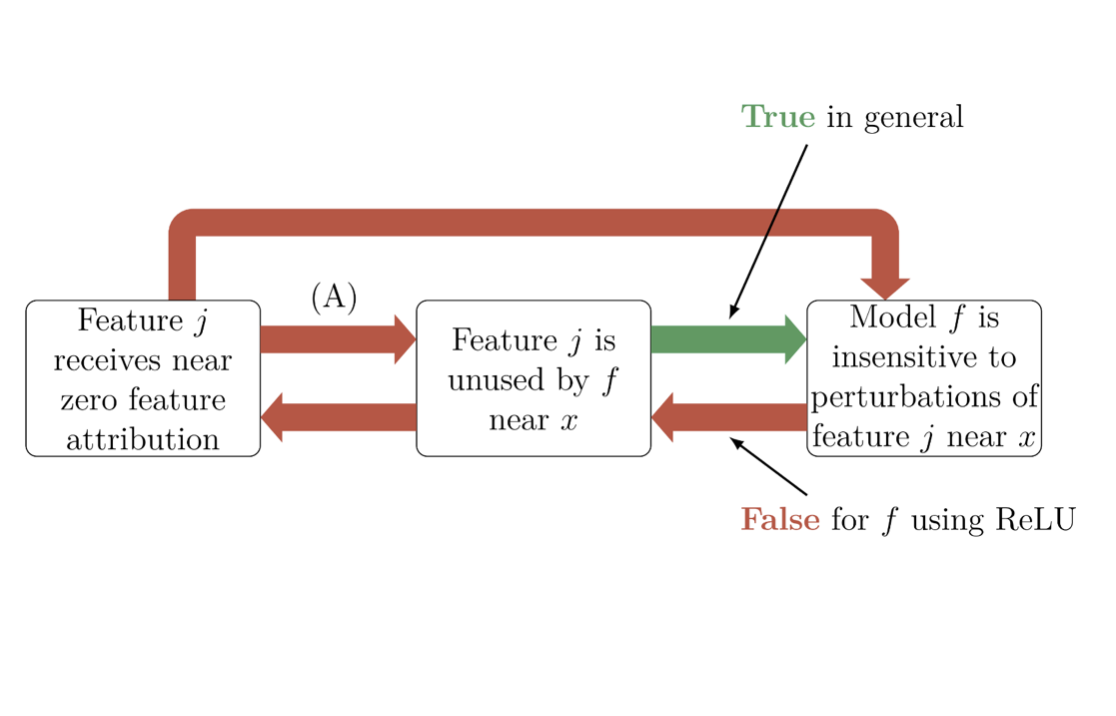 True in general
(A)
Feature j
receives near
zero feature
attribution
Feature j is
unused by f
near x
Model f is
insensitive to
perturbations of
feature j near x
False for f using ReLU